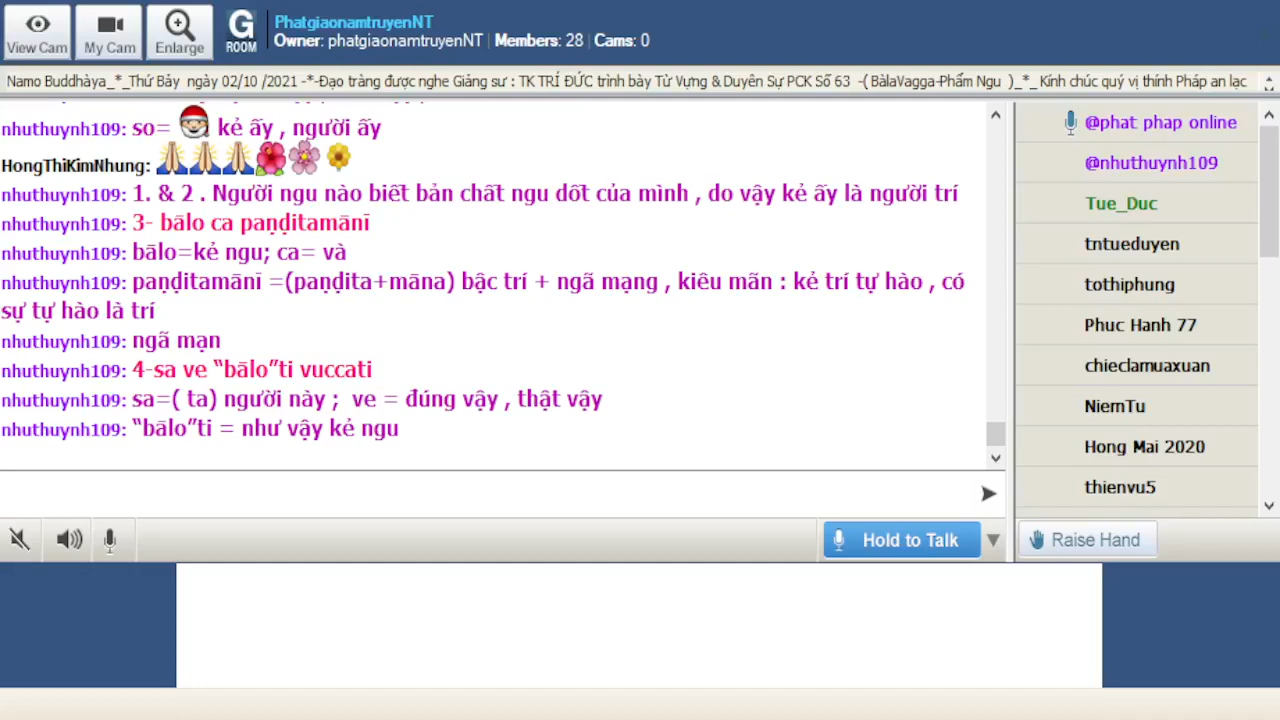 View Cam
My Cam
Enlarge
G
ROOM
PhatgiaonamtruyenNT
Owner: phatgiaonamtruyenNT | Members: 28 | Cams: 0
Namo Buddhàya_*_Thứ Bảy ngày 02/10 /2021 -*-Đạo tràng được nghe Giảng sư : TK TRÍ ĐỨC trình bày Từ Vựng & Duyên Sự PCK Số 63 -( BàlaVagga-Phẩm Ngu )_*_ Kính chúc quý vị thính Pháp an lạc
nhuthuynh109: so= kẻ ấy , người ấy
HongThiKimNhung:
nhuthuynh109: 1. & 2 . Người ngu nào biết bản chất ngu dốt của mình , do vậy kẻ ấy là người trí
nhuthuynh109: 3- bālo ca paṇḍitamānī
nhuthuynh109: bālo=kẻ ngu; ca= và
nhuthuynh109: paṇḍitamānī =(paṇḍita+māna) bậc trí + ngã mạng , kiêu mãn : kẻ trí tự hào , có
sự tự hào là trí
nhuthuynh109: ngã mạn
nhuthuynh109: 4-sa ve “bālo”ti vuccati
nhuthuynh109: sa=( ta) người này ; ve = đúng vậy , thật vậy
nhuthuynh109: “bālo”ti = như vậy kẻ ngu
@phat phap online
@nhuthuynh109
Tue_Duc
tntueduyen
tothiphung
Phuc Hanh 77
chieclamuaxuan
NiemTu
Hong Mai 2020
thienvu5
Hold to Talk
Raise Hand